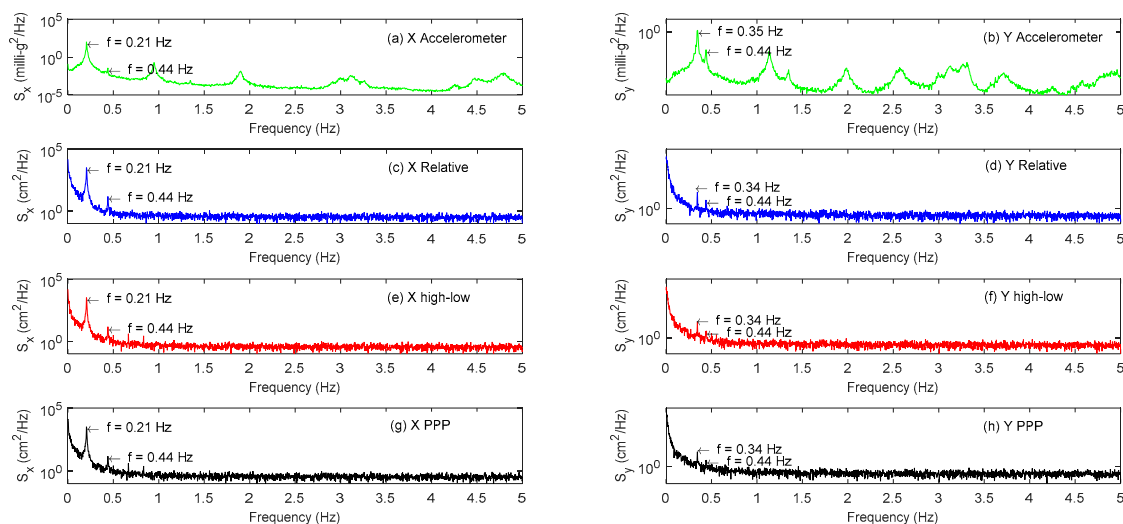 10^5
10^0
10^-5
S_x (milli-g^2/Hz)
f = 0.21 Hz
f = 0.44 Hz
(a) X Accelerometer
0 0.5 1 1.5 2 2.5 3 3.5 4 4.5 5
Frequency (Hz)
10^0
S_y (milli-g^2/Hz)
f = 0.35 Hz
f = 0.44 Hz
(b) Y Accelerometer
0 0.5 1 1.5 2 2.5 3 3.5 4 4.5 5
Frequency (Hz)
10^5
10^0
S_x (cm^2/Hz)
f = 0.21 Hz
f = 0.44 Hz
(c) X Relative
0 0.5 1 1.5 2 2.5 3 3.5 4 4.5 5
Frequency (Hz)
10^0
S_y (cm^2/Hz)
f = 0.34 Hz
f = 0.44 Hz
(d) Y Relative
0 0.5 1 1.5 2 2.5 3 3.5 4 4.5 5
Frequency (Hz)
10^5
10^0
S_x (cm^2/Hz)
f = 0.21 Hz
f = 0.44 Hz
(e) X high-low
0 0.5 1 1.5 2 2.5 3 3.5 4 4.5 5
Frequency (Hz)
10^0
S_y (cm^2/Hz)
f = 0.34 Hz
f = 0.44 Hz
(f) Y high-low
0 0.5 1 1.5 2 2.5 3 3.5 4 4.5 5
Frequency (Hz)
10^5
10^0
S_x (cm^2/Hz)
f = 0.21 Hz
f = 0.44 Hz
(g) X PPP
0 0.5 1 1.5 2 2.5 3 3.5 4 4.5 5
Frequency (Hz)
10^0
S_y (cm^2/Hz)
f = 0.34 Hz
f = 0.44 Hz
(h) Y PPP
0 0.5 1 1.5 2 2.5 3 3.5 4 4.5 5
Frequency (Hz)